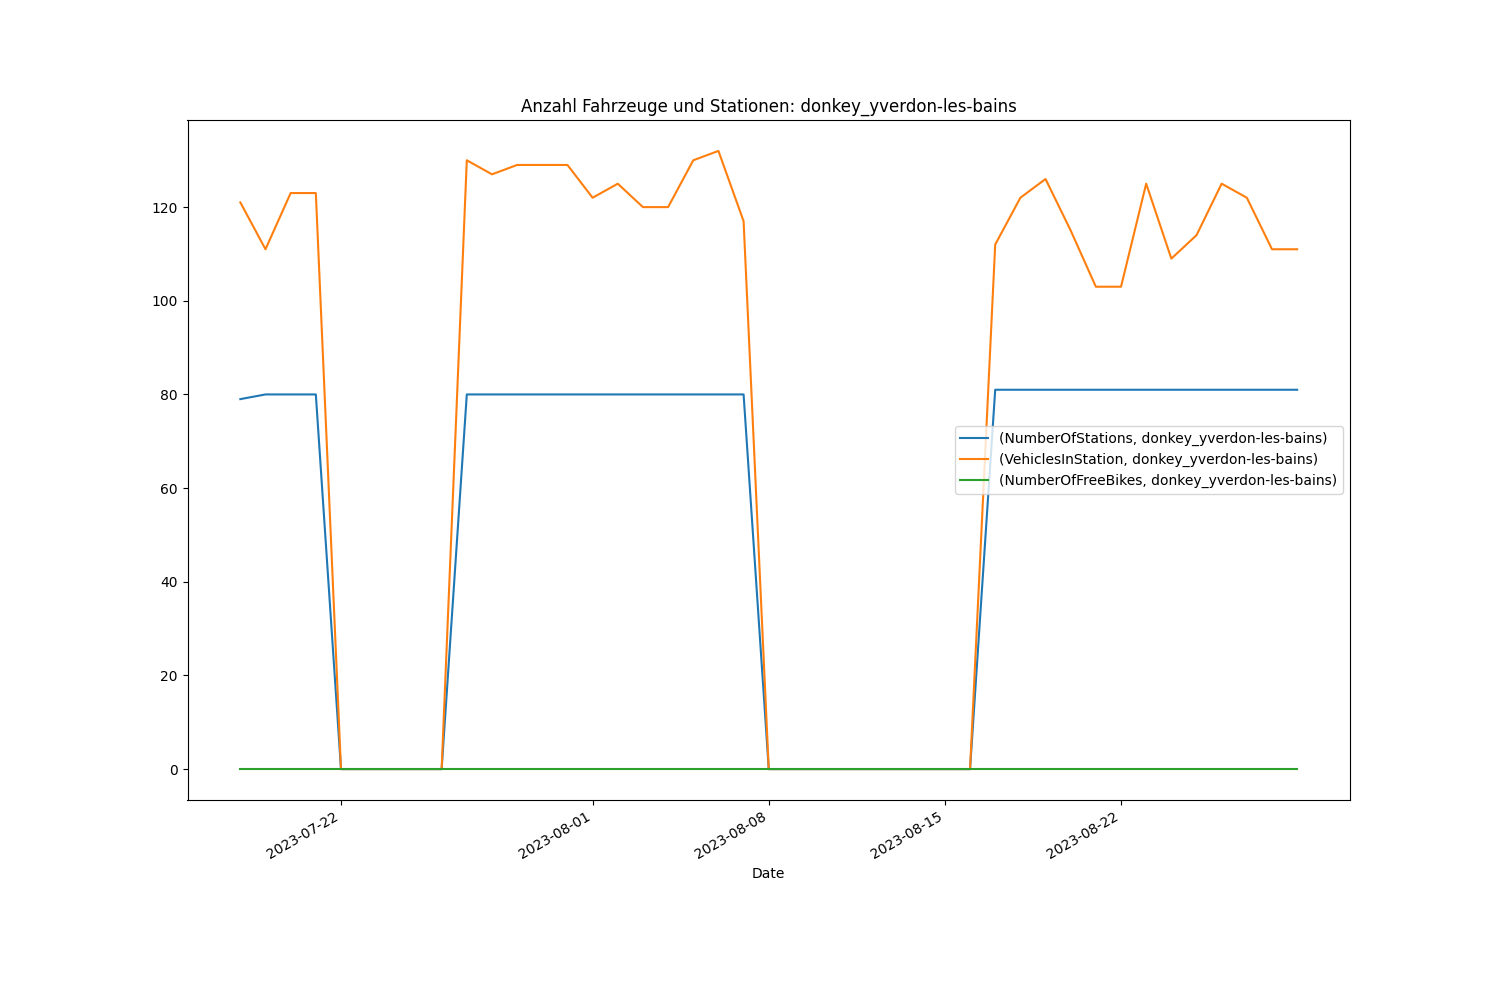 Anzahl Fahrzeuge und Stationen: donkey_yverdon-les-bains
120
100
80
60
40
20
0
(NumberOfStations, donkey_yverdon-les-bains)
(VehiclesInStation, donkey_yverdon-les-bains)
(NumberOfFreeBikes, donkey_yverdon-les-bains)
2023-07-22
2023-08-01
2023-08-08
2023-08-15
2023-08-22
Date